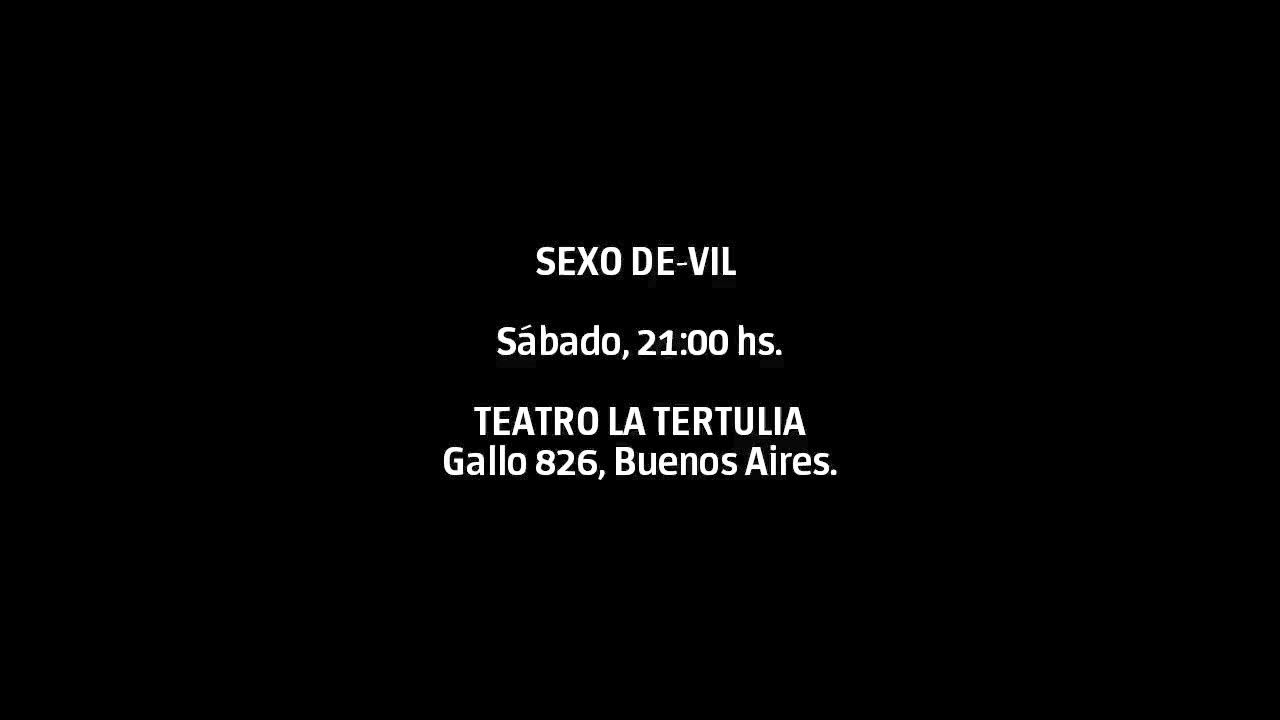 SEXO DE-VIL
Sábado, 21:00 hs.
TEATRO LA TERTULIA
Gallo 826, Buenos Aires.